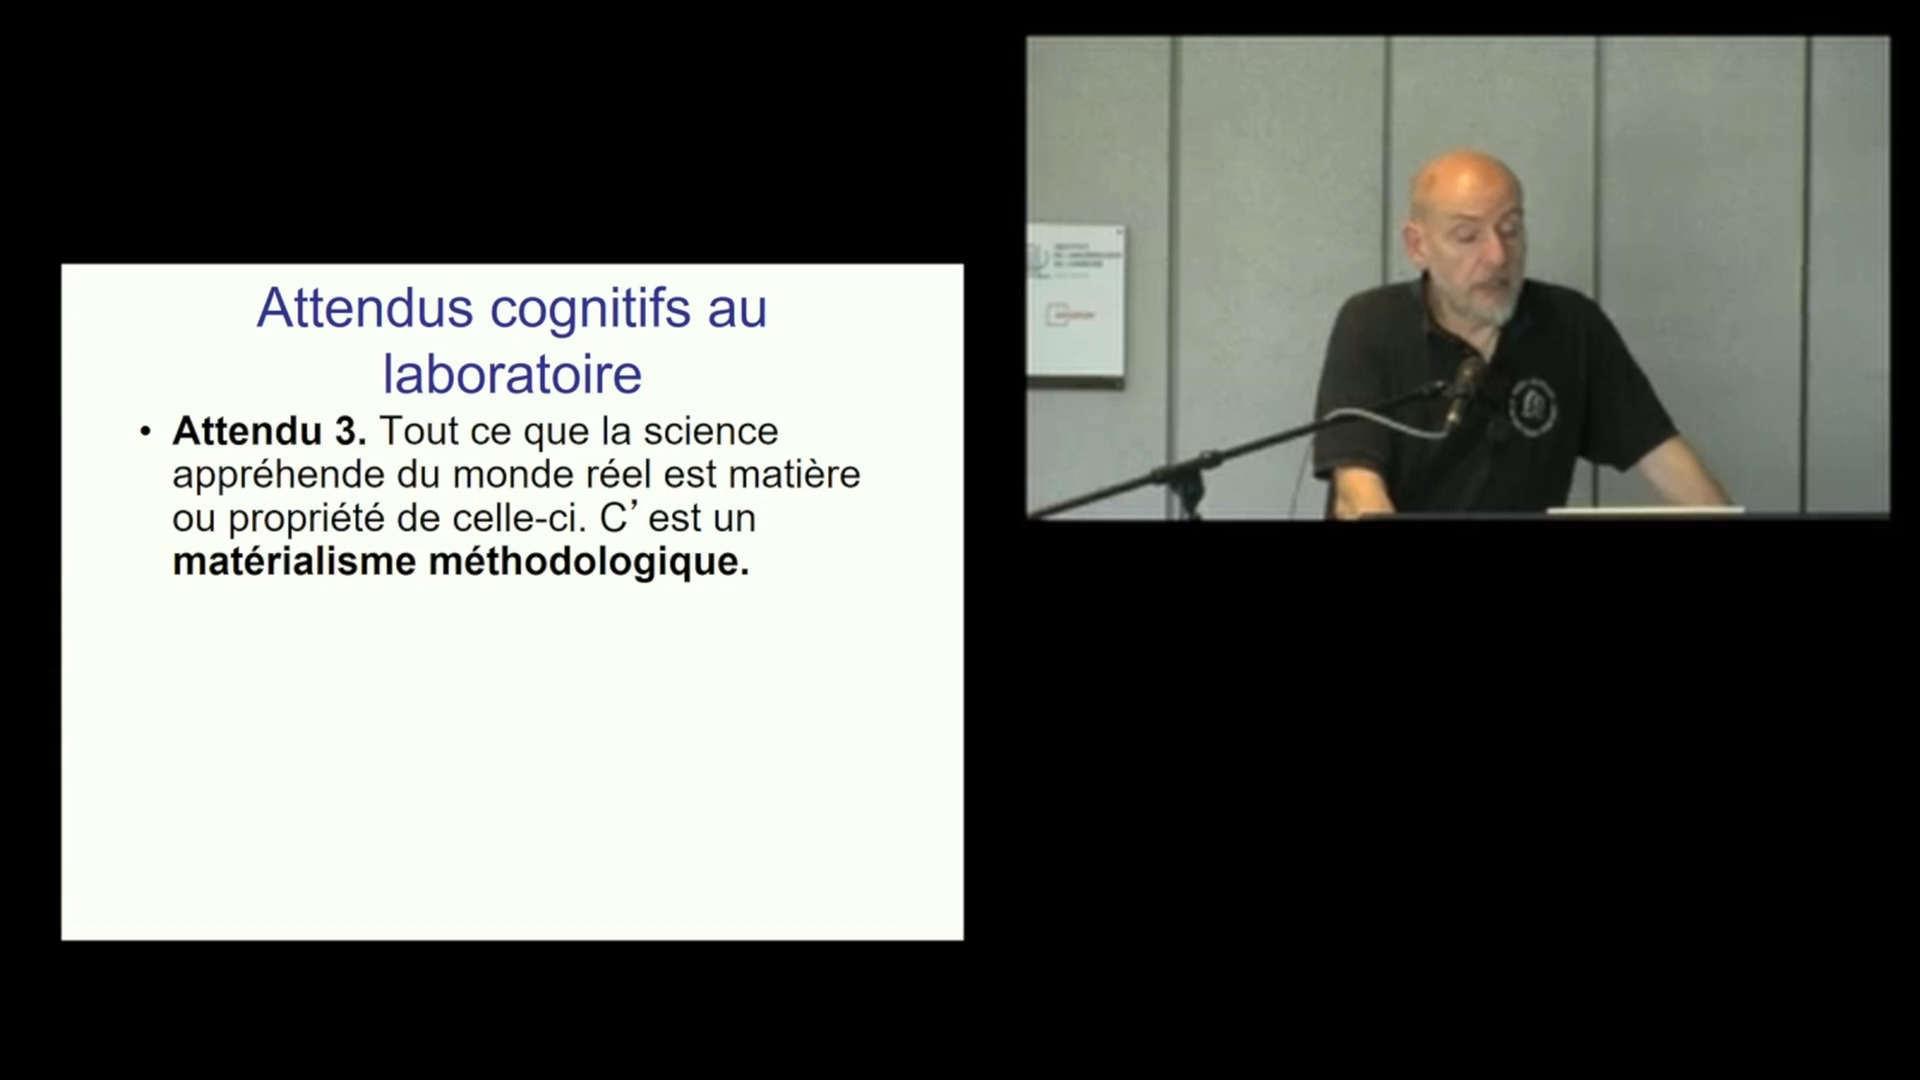 Attendus cognitifs au
laboratoire
• Attendu 3. Tout ce que la science
appréhende du monde réel est matière
ou propriété de celle-ci. C’est un
matérialisme méthodologique.